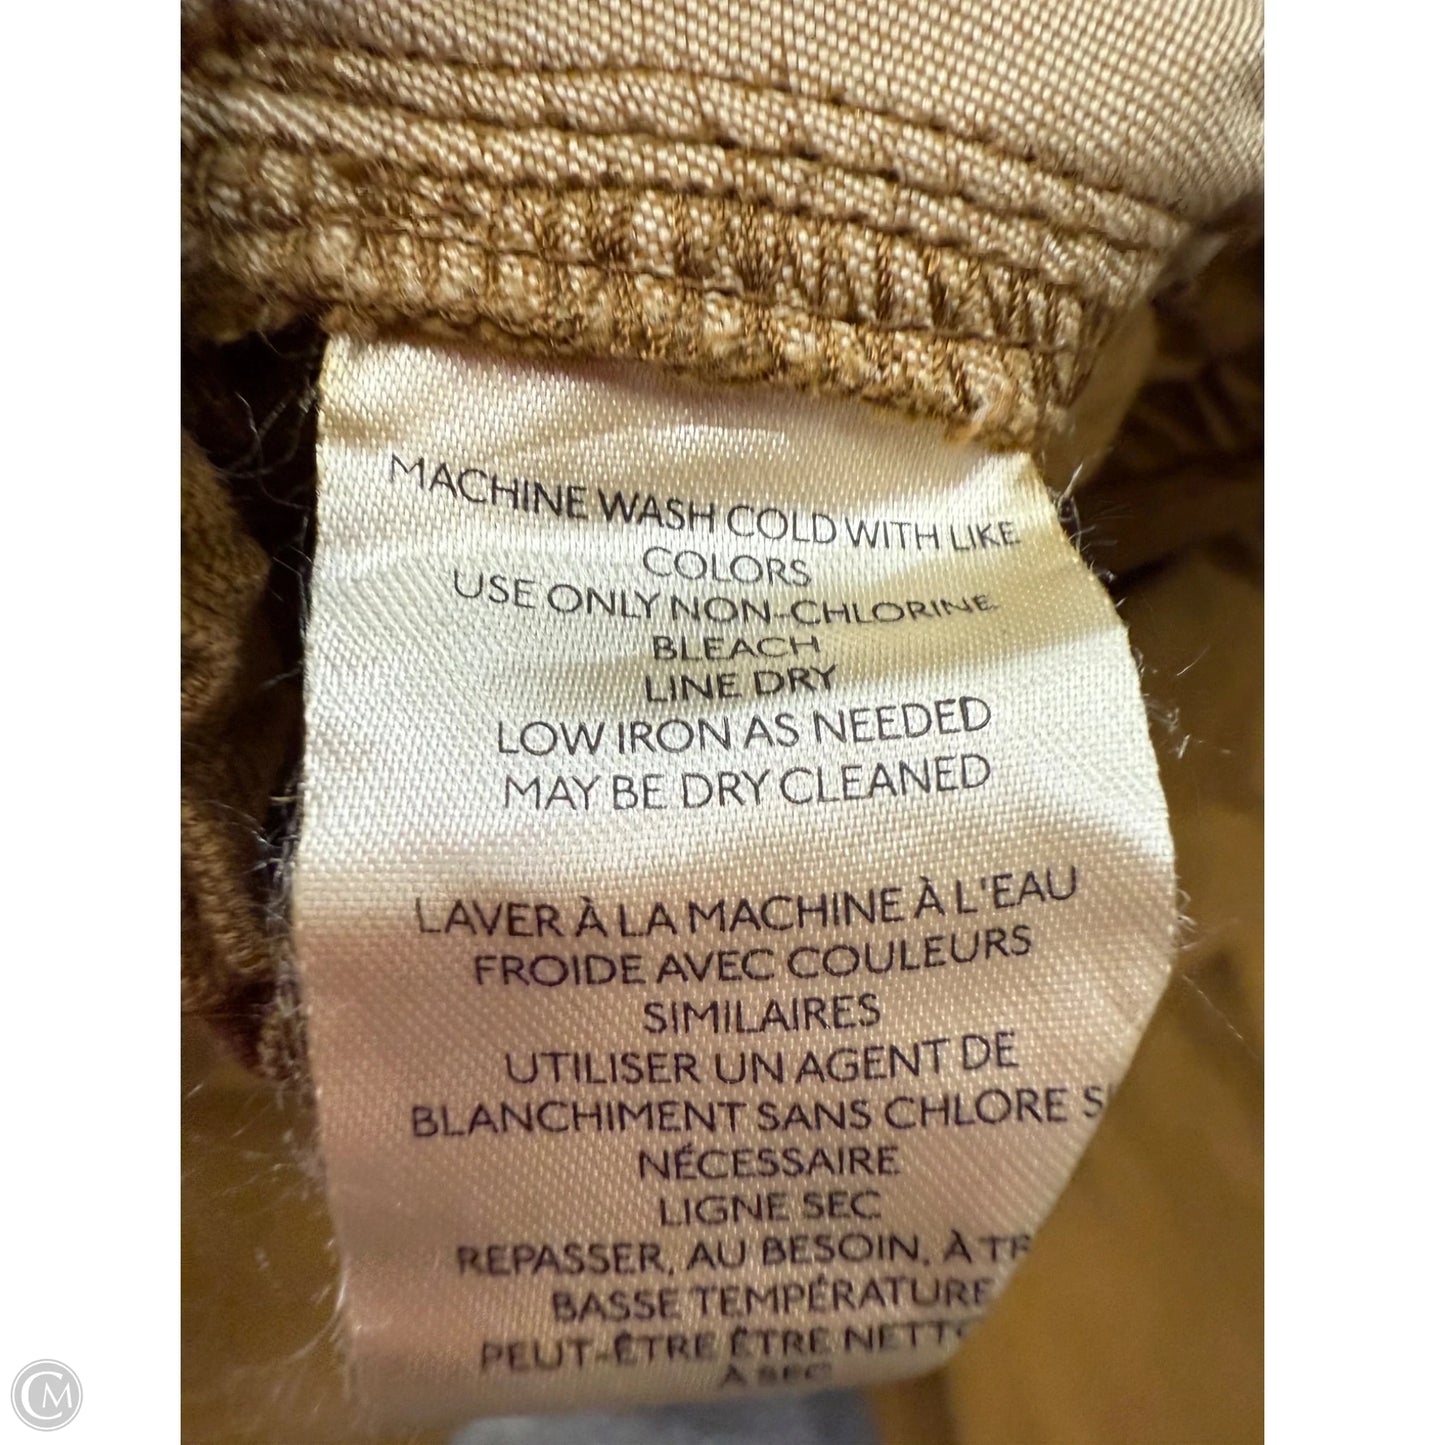 MACHINE WASH COLD WITH LIKE
COLORS
USE ONLY NON-CHLORINE
BLEACH
LINE DRY
LOW IRON AS NEEDED
MAY BE DRY CLEANED
LAVER À LA MACHINE À L'EAU
FROIDE AVEC COULEURS
SIMILAIRES
UTILISER UN AGENT DE
BLANCHIMENT SANS CHLORE
NÉCESSAIRE
LIGNE SEC
REPASSER, AU BESOIN, À
BASSE TEMPÉRATURE
PEUT-ÊTRE ÊTRE
À SEC
CM